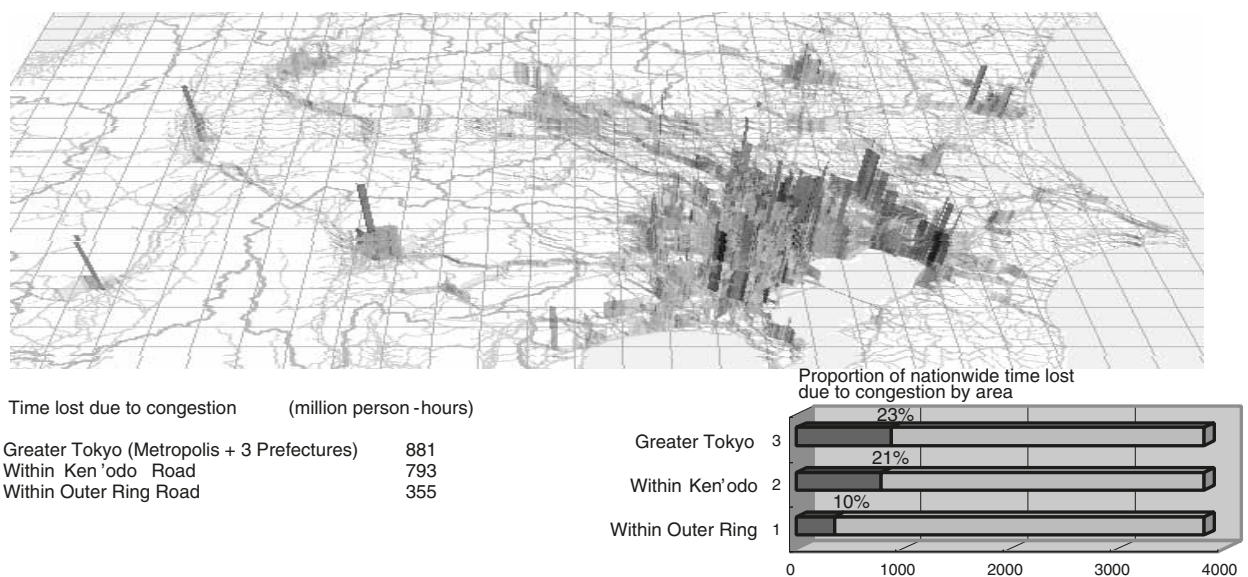 Time lost due to congestion (million person-hours)
Greater Tokyo (Metropolis + 3 Prefectures) 881
Within Ken'odo Road 793
Within Outer Ring Road 355
Proportion of nationwide time lost
due to congestion by area
23%
Greater Tokyo 3
21%
Within Ken'odo 2
10%
Within Outer Ring 1
0 1000 2000 3000 4000